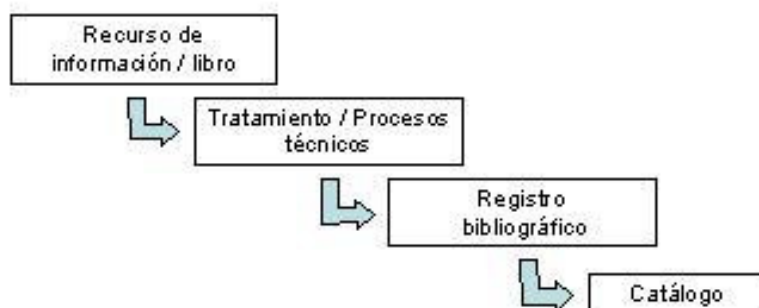 Recurso de
información / libro
Tratamiento / Procesos
técnicos
Registro
bibliográfico
Catálogo